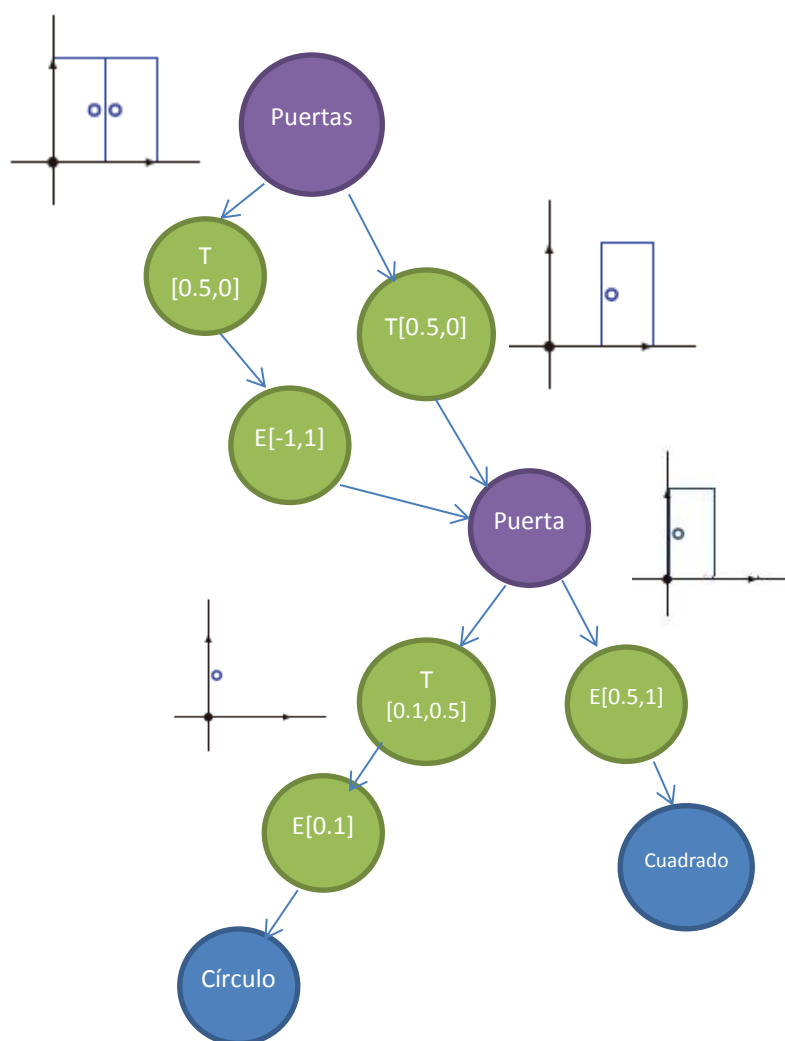 Puertas
T
[0.5,0]
T[0.5,0]
E[-1,1]
Puerta
T
[0.1,0.5]
E[0.5,1]
E[0.1]
Cuadrado
Círculo